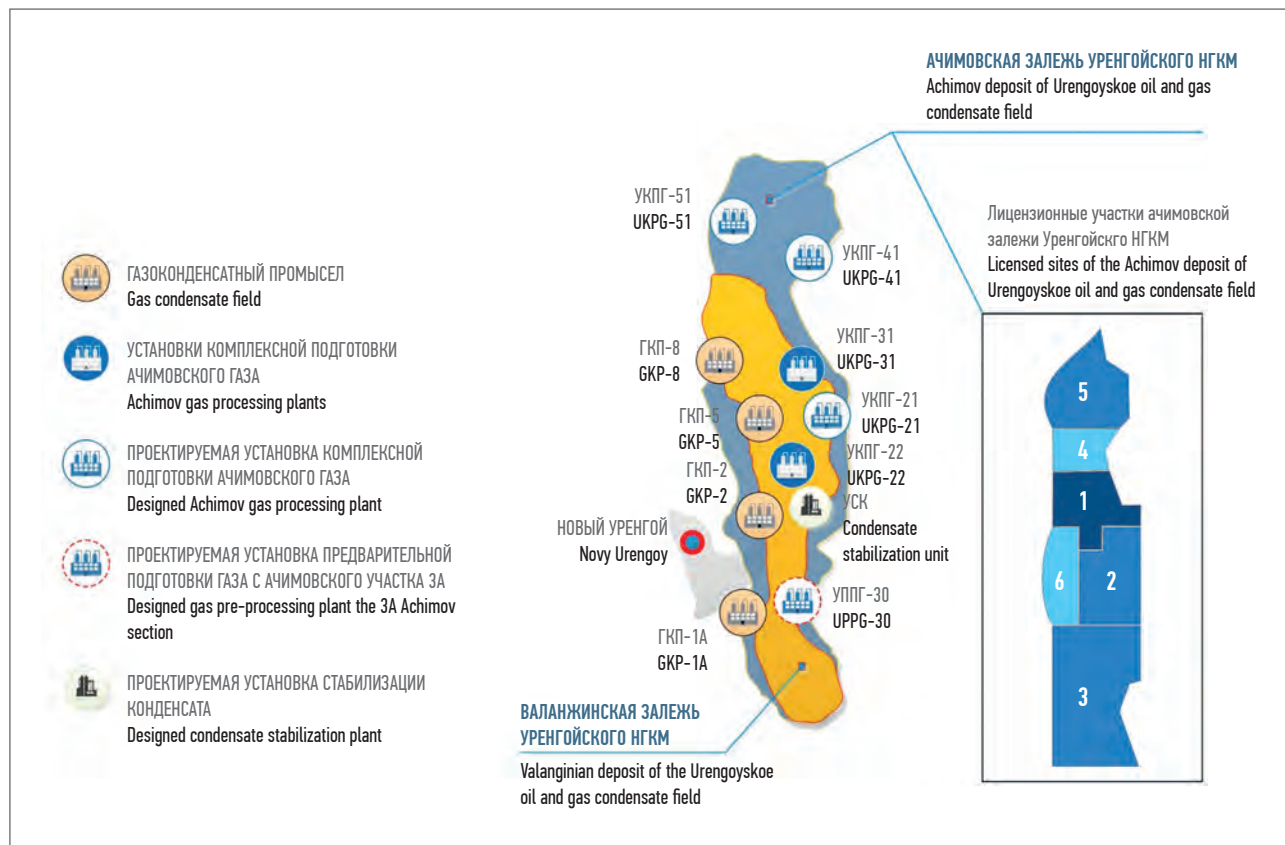 АЧИМОВСКАЯ ЗАЛЕЖЬ УРЕНГОЙСКОГО НГКМ
Achimov deposit of Urengoyskoe oil and gas
condensate field
УКПГ-51
UKPG-51
УКПГ-41
UKPG-41
УКПГ-31
UKPG-31
ГКП-8
GKP-8
УКПГ-21
UKPG-21
ГКП-5
GKP-5
УКПГ-22
UKPG-22
ГКП-2
GKP-2
УСК
Condensate
stabilization unit
НОВЫЙ УРЕНГОЙ
Novy Urengoy
УППГ-30
UPPG-30
ГКП-1А
GKP-1A
ВАЛАНЖИНСКАЯ ЗАЛЕЖЬ
УРЕНГОЙСКОГО НГКМ
Valanginian deposit of the Urengoyskoe
oil and gas condensate field
ГАЗОКОНДЕНСАТНЫЙ ПРОМЫСЕЛ
Gas condensate field
УСТАНОВКИ КОМПЛЕКСНОЙ ПОДГОТОВКИ
АЧИМОВСКОГО ГАЗА
Achimov gas processing plants
ПРОЕКТИРУЕМАЯ УСТАНОВКА КОМПЛЕКСНОЙ
ПОДГОТОВКИ АЧИМОВСКОГО ГАЗА
Designed Achimov gas processing plant
ПРОЕКТИРУЕМАЯ УСТАНОВКА ПРЕДВАРИТЕЛЬНОЙ
ПОДГОТОВКИ ГАЗА С АЧИМОВСКОГО УЧАСТКА 3А
Designed gas pre-processing plant the 3A Achimov
section
ПРОЕКТИРУЕМАЯ УСТАНОВКА СТАБИЛИЗАЦИИ
КОНДЕНСАТА
Designed condensate stabilization plant
Лицензионные участки ачимовской
залежи Уренгойскго НГКМ
Licensed sites of the Achimov deposit of
Urengoyskoe oil and gas condensate field
5
4
1
6
2
3